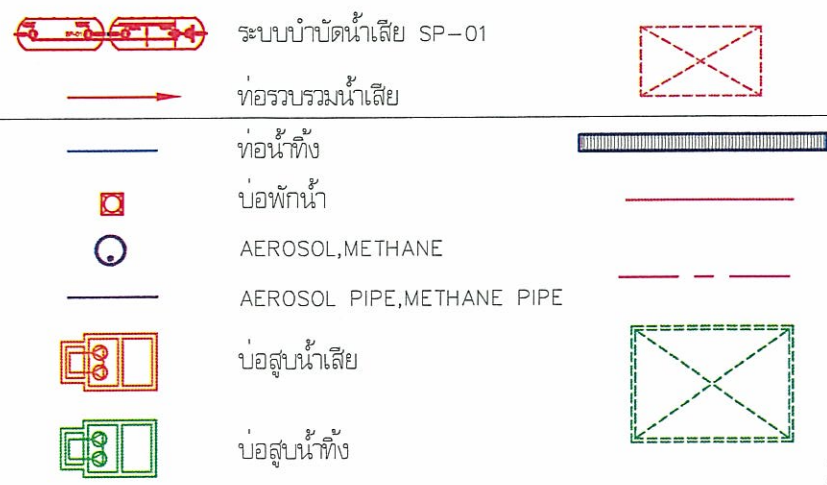 ระบบบำบัดน้ำเสีย SP-01
ท่อรวบรวมน้ำเสีย
ท่อน้ำทิ้ง
บ่อพักน้ำ
AEROSOL,METHANE
AEROSOL PIPE,METHANE PIPE
บ่อสูบน้ำเสีย
บ่อสูบน้ำทิ้ง